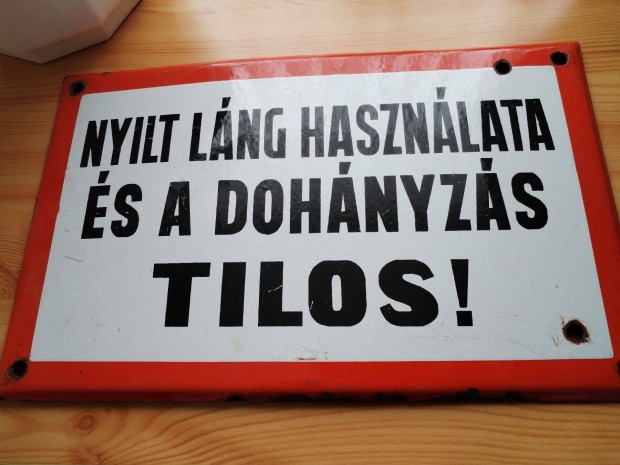 NYILT LÁNG HASZNÁLATA
ÉS A DOHÁNYZÁS
TILOS!